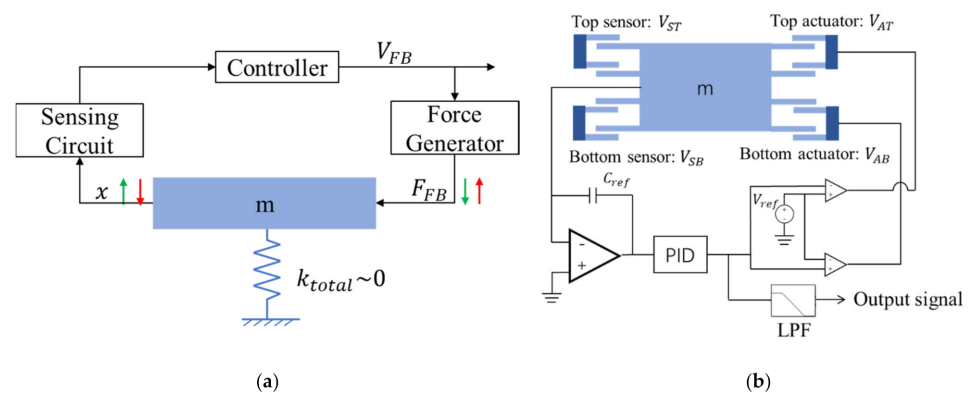 V_FB
Controller
Sensing
Circuit
Force
Generator
x
F_FB
m
k_total~0
(a)
Top sensor: V_ST
Top actuator: V_AT
m
Bottom sensor: V_SB
Bottom actuator: V_AB
C_ref
V_ref
+
-
-
+
PID
Output signal
LPF
(b)